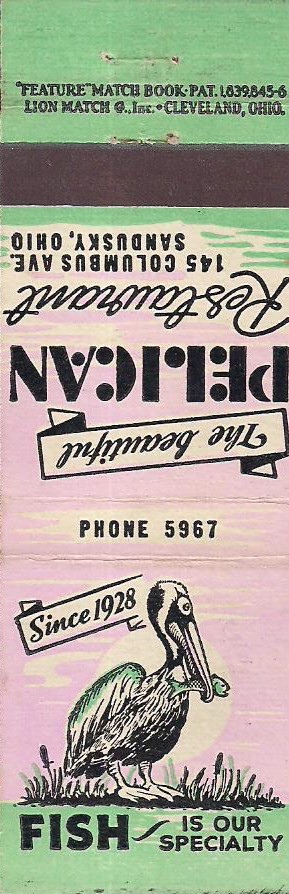 "FEATURE" MATCH BOOK·PAT. 1,839,845-6
LION MATCH Co., INC. • CLEVELAND, OHIO.
The beautiful
PELICAN
Restaurant
145 COLUMBUS AVE.
SANDUSKY, OHIO
PHONE 5967
Since 1928
FISH
IS OUR
SPECIALTY